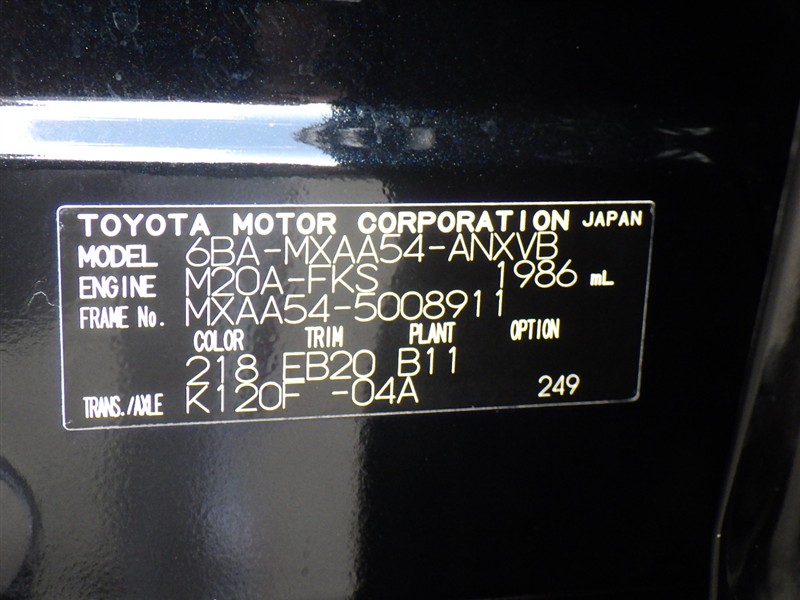 TOYOTA MOTOR CORPORATION JAPAN
MODEL 6BA-MXAA54-ANXVB
ENGINE M20A-FKS 1986 mL
FRAME No. MXAA54-5008911
COLOR TRIM PLANT OPTION
218 EB20 B11
TRANS./AXLE K120F -04A 249